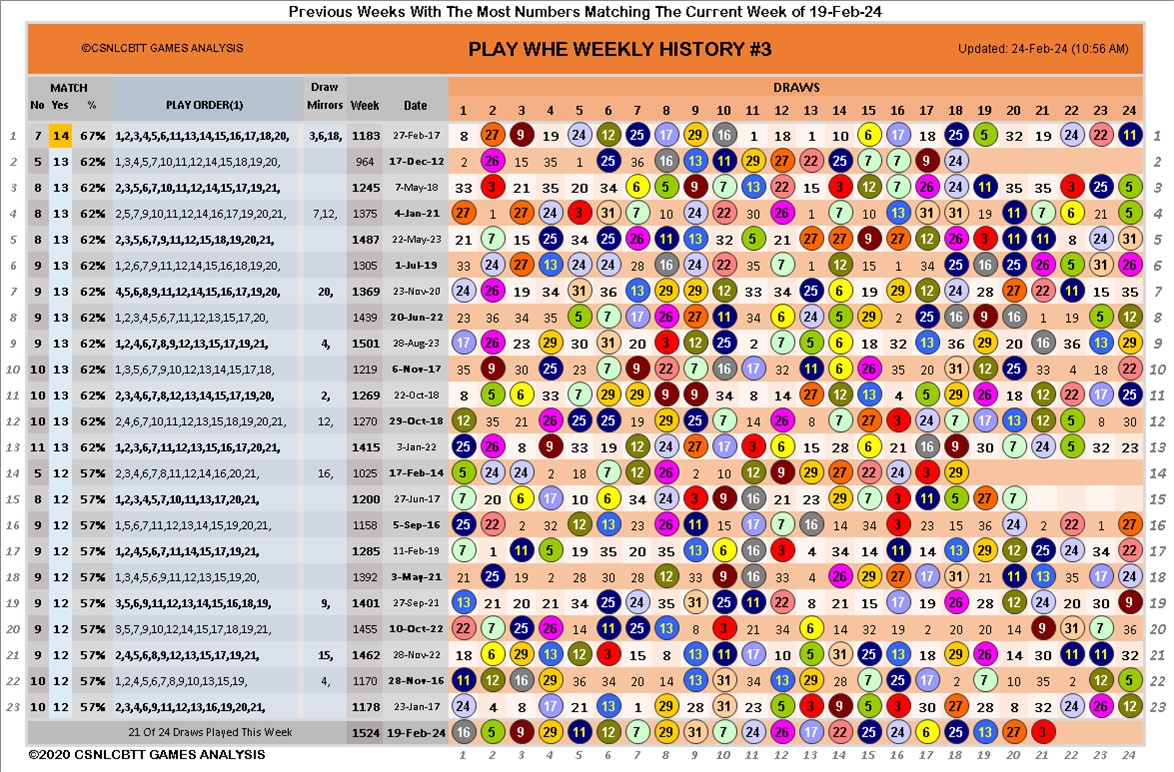 Previous Weeks With The Most Numbers Matching The Current Week of 19-Feb-24
©CSNLCBTT GAMES ANALYSIS PLAY WHE WEEKLY HISTORY #3 Updated: 24-Feb-24 (10:56 AM)
MATCH Draw DRAWS
No Yes % PLAY ORDER(1) Mirrors Week Date 1 2 3 4 5 6 7 8 9 10 11 12 13 14 15 16 17 18 19 20 21 22 23 24
1 7 14 67% 1,2,3,4,5,6,11,13,14,15,16,17,18,20, 3,6,18, 1183 27-Feb-17 8 27 9 19 24 12 25 17 29 16 1 18 1 10 6 17 18 25 5 32 19 24 22 11 1
2 5 13 62% 1,3,4,5,7,10,11,12,14,15,18,19,20, 964 17-Dec-12 2 26 15 35 1 25 36 16 13 11 29 27 22 25 7 7 9 24 2
3 8 13 62% 2,3,5,6,7,10,11,12,14,15,17,19,21, 1245 7-May-18 33 3 21 35 20 34 6 5 9 7 13 22 15 3 12 7 26 24 11 35 35 3 25 5 3
4 8 13 62% 2,5,7,9,10,11,12,14,16,17,19,20,21, 7,12, 1375 4-Jan-21 27 1 27 24 3 31 7 10 24 22 30 26 1 7 10 13 31 31 19 11 7 6 21 5 4
5 8 13 62% 2,3,5,6,7,9,11,12,15,18,19,20,21, 1487 22-May-23 21 7 15 25 34 25 26 11 13 32 5 21 27 27 9 27 12 26 3 11 11 8 24 31 5
6 9 13 62% 1,2,6,7,9,11,12,14,15,16,18,19,20, 1305 1-Jul-19 33 24 27 13 24 24 28 16 24 22 35 7 1 12 15 1 34 25 16 25 26 5 31 26 6
7 9 13 62% 4,5,6,8,9,11,12,14,15,16,17,19,20, 20, 1369 23-Nov-20 24 26 19 34 31 36 13 29 29 12 33 34 25 6 19 29 12 24 28 27 22 11 15 35 7
8 9 13 62% 1,2,3,4,5,6,7,11,12,13,15,17,20, 1439 20-Jun-22 23 36 34 35 5 7 17 26 27 11 34 6 24 5 29 2 25 16 9 16 1 19 5 12 8
9 9 13 62% 1,2,4,6,7,8,9,12,13,15,17,19,21, 4, 1501 28-Aug-23 17 26 23 29 30 31 20 3 12 25 2 7 5 6 18 32 13 36 29 20 16 36 13 29 9
10 10 13 62% 1,3,5,6,7,9,10,12,13,15,17,18,20, 1219 6-Nov-17 35 9 30 25 23 7 9 22 7 16 17 32 11 6 26 35 20 31 12 25 33 4 18 22 10
11 10 13 62% 2,3,4,6,7,8,12,13,14,15,17,19,20, 2, 1269 22-Oct-18 8 5 6 33 7 29 29 9 9 34 8 14 27 12 13 4 5 29 26 18 12 22 17 25 11
12 10 13 62% 2,4,6,7,10,11,12,13,15,18,19,20,21, 12, 1270 29-Oct-18 12 35 21 26 25 25 19 29 25 7 14 26 14 7 27 3 24 7 17 13 12 5 8 30 12
13 11 13 62% 1,2,3,6,7,11,12,13,15,16,17,20,21, 1415 3-Jan-22 25 26 8 9 33 19 12 24 27 17 3 6 15 28 6 21 16 9 30 7 24 5 32 23 13
14 5 12 57% 2,3,4,6,7,8,11,12,14,16,20,21, 16, 1025 17-Feb-14 5 24 24 2 18 7 12 26 2 10 12 9 29 27 22 24 3 29 14
15 8 12 57% 1,2,3,4,5,7,10,11,13,17,20,21, 1200 27-Jun-17 7 20 6 17 10 6 34 24 3 9 16 21 23 29 7 3 11 5 27 7 15
16 9 12 57% 1,5,6,7,11,12,13,14,15,19,20,21, 1158 5-Sep-16 25 22 2 32 12 13 23 26 11 15 17 7 16 14 34 3 23 15 36 24 2 22 1 27 16
17 9 12 57% 1,2,4,5,6,7,11,14,15,17,19,21, 1285 11-Feb-19 7 1 11 5 19 35 20 35 13 6 16 3 4 34 14 11 14 13 29 12 25 24 34 22 17
18 9 12 57% 1,3,4,5,6,9,11,12,13,15,19,20, 1392 3-May-21 21 25 19 2 28 30 28 12 33 9 16 33 4 26 29 27 17 31 21 11 13 35 17 24 18
19 9 12 57% 3,5,6,9,11,12,13,14,15,16,18,19, 9, 1401 27-Sep-21 13 21 20 21 34 25 24 35 31 25 11 22 8 21 15 17 19 26 28 12 24 20 30 9 19
20 9 12 57% 3,5,7,9,10,12,14,15,17,18,19,21, 1455 10-Oct-22 22 7 25 26 14 11 25 13 8 3 21 34 6 14 32 19 2 20 20 14 9 31 7 36 20
21 9 12 57% 2,4,5,6,8,9,12,13,15,17,19,21, 15, 1462 28-Nov-22 18 6 29 13 12 3 15 8 13 11 17 10 5 31 25 13 18 29 26 14 30 11 11 32 21
22 10 12 57% 1,2,4,5,6,7,8,9,10,13,15,19, 4, 1170 28-Nov-16 11 12 16 29 36 34 34 22 14 29 32 13 29 28 7 25 17 2 7 10 35 2 12 5 22
23 10 12 57% 2,3,4,6,9,11,12,13,16,19,20,21, 1178 23-Jan-17 24 4 8 17 21 13 1 29 28 31 23 5 3 9 5 3 30 27 28 8 32 24 26 12 23
21 Of 24 Draws Played This Week 1524 19-Feb-24 16 5 9 29 11 12 7 29 31 7 24 26 17 22 27 24 6 25 13 27 3
©2020 CSNLCBTT GAMES ANALYSIS 1 2 3 4 5 6 7 8 9 10 11 12 13 14 15 16 17 18 19 20 21 22 23 24